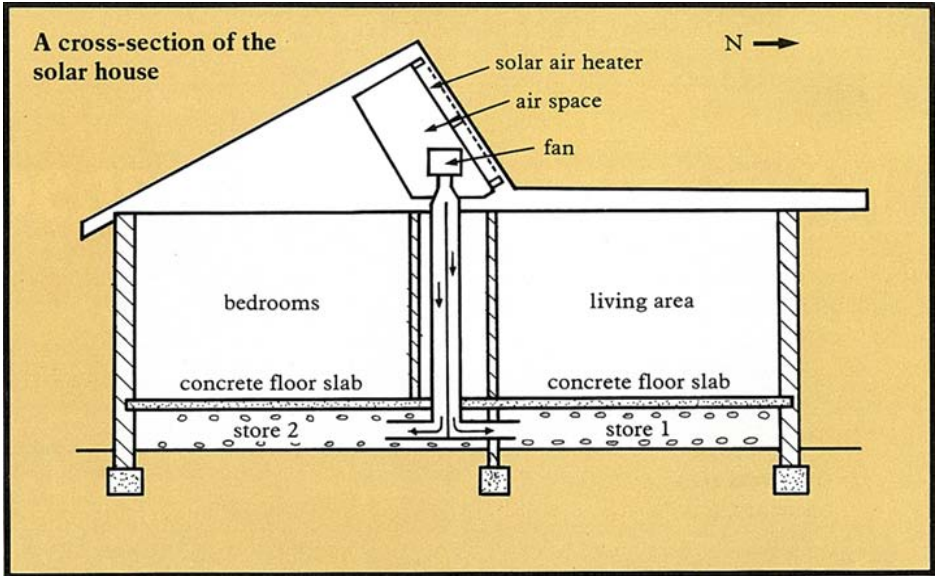 A cross-section of the
solar house
N
solar air heater
air space
fan
bedrooms
living area
concrete floor slab
concrete floor slab
store 2
store 1